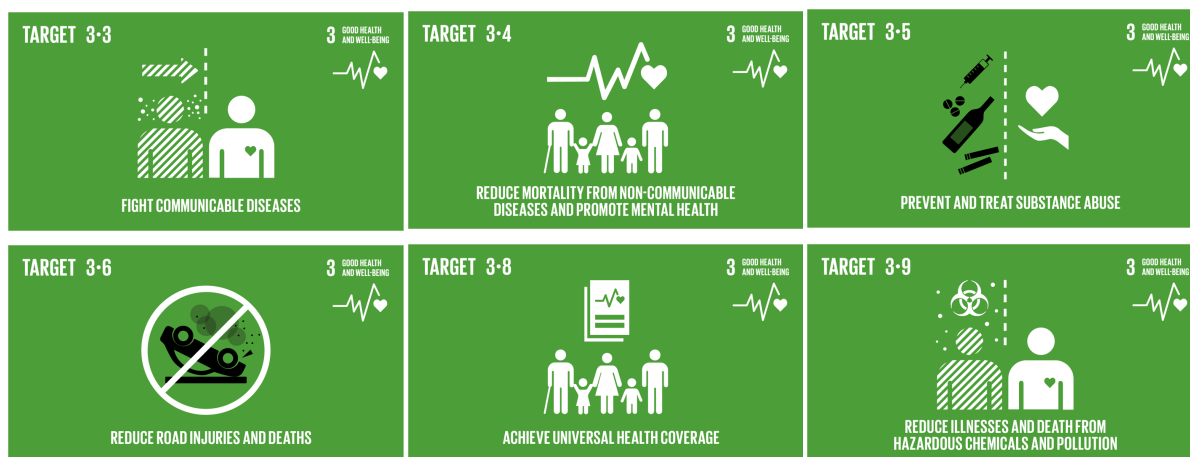 TARGET 3·3
3 GOOD HEALTH
AND WELL-BEING
FIGHT COMMUNICABLE DISEASES
TARGET 3·4
3 GOOD HEALTH
AND WELL-BEING
REDUCE MORTALITY FROM NON-COMMUNICABLE
DISEASES AND PROMOTE MENTAL HEALTH
TARGET 3·5
3 GOOD HEALTH
AND WELL-BEING
PREVENT AND TREAT SUBSTANCE ABUSE
TARGET 3·6
3 GOOD HEALTH
AND WELL-BEING
REDUCE ROAD INJURIES AND DEATHS
TARGET 3·8
3 GOOD HEALTH
AND WELL-BEING
ACHIEVE UNIVERSAL HEALTH COVERAGE
TARGET 3·9
3 GOOD HEALTH
AND WELL-BEING
REDUCE ILLNESSES AND DEATH FROM
HAZARDOUS CHEMICALS AND POLLUTION